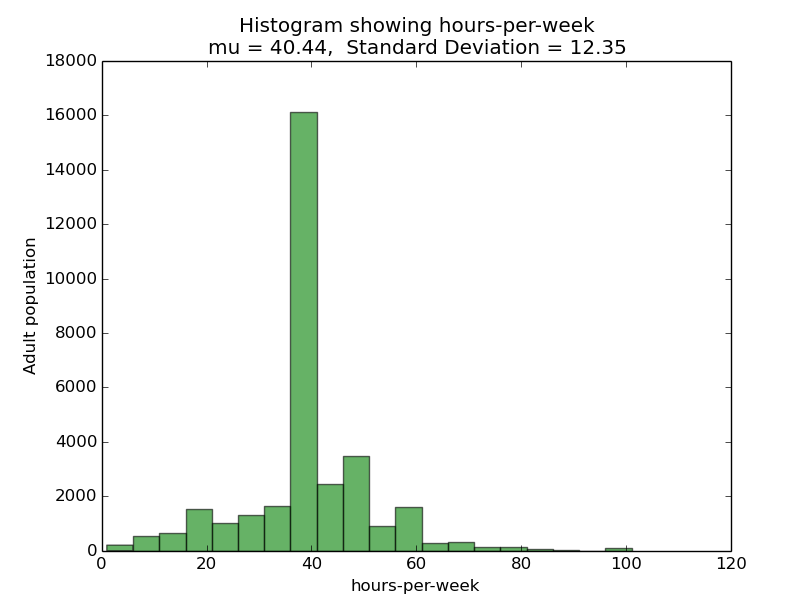 Histogram showing hours-per-week
mu = 40.44,  Standard Deviation = 12.35
18000
16000
14000
12000
10000
8000
6000
4000
2000
0
Adult population
0 20 40 60 80 100 120
hours-per-week